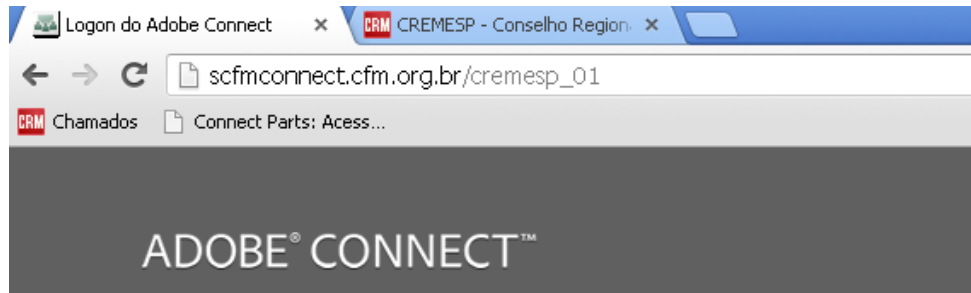 Logon do Adobe Connect CRM CREMESP - Conselho Region
scfmconnect.cfm.org.br/cremesp_01
CRM Chamados Connect Parts: Acess...
ADOBE® CONNECT™